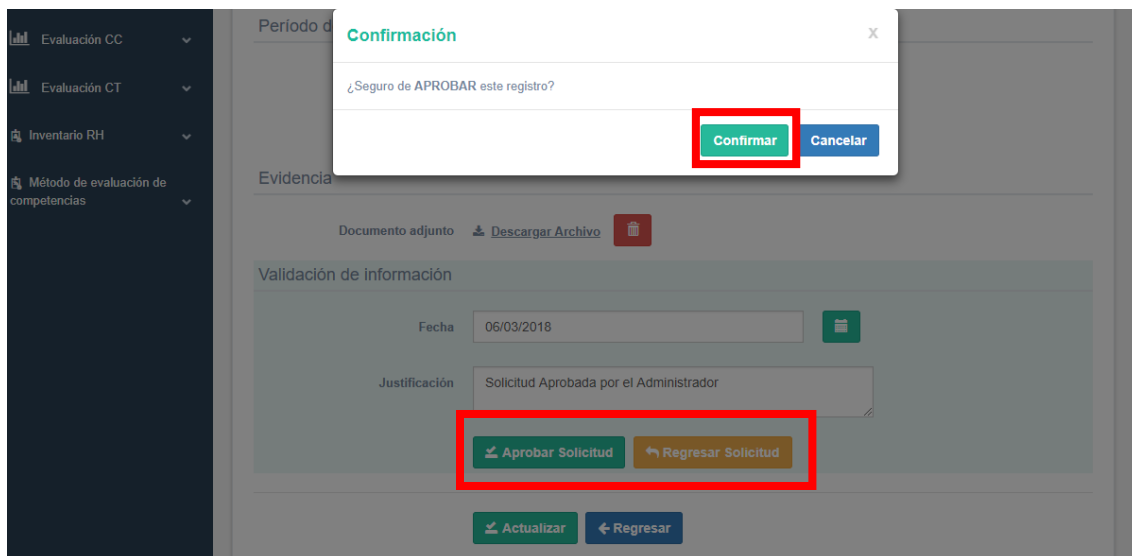 Evaluación CC
Evaluación CT
Inventario RH
Método de evaluación de
competencias
Período d
Confirmación
X
¿Seguro de APROBAR este registro?
Confirmar
Cancelar
Evidencia
Documento adjunto
Descargar Archivo
Validación de información
Fecha
06/03/2018
Justificación
Solicitud Aprobada por el Administrador
Aprobar Solicitud
Regresar Solicitud
Actualizar
Regresar